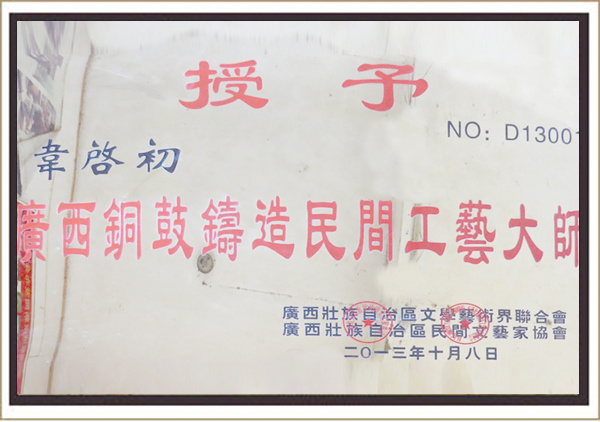 授予
NO: D13001
韋啓初
廣西銅鼓鑄造民間工藝大師
廣西壯族自治區文學藝術界聯合會
廣西壯族自治區民間文藝家協會
二〇一三年十月八日